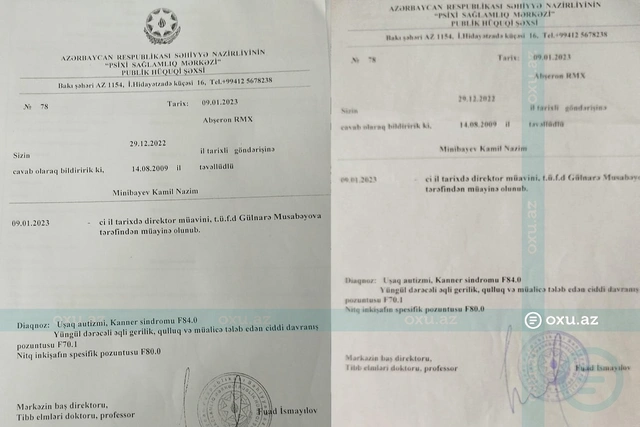 AZƏRBAYCAN RESPUBLİKASI SƏHİYYƏ NAZİRLİYİNİN
“PSİXİ SAĞLAMLIQ MƏRKƏZİ”
PUBLİK HÜQUQİ ŞƏXSİ
Bakı şəhəri AZ 1154, İ.Hidayətzadə küçəsi 16, Tel.+99412 5678238
№ 78 Tarix: 09.01.2023
Abşeron RMX
29.12.2022
Sizin il tarixli göndərişinə
cavab olaraq bildiririk ki, 14.08.2009 il təvəllüdlü
Minibayev Kamil Nazim
09.01.2023 - ci il tarixdə direktor müavini, t.ü.f.d Gülnarə Musabəyova
tərəfindən müayinə olunub.
Diaqnoz: Uşaq autizmi, Kanner sindromu F84.0
Yüngül dərəcəli əqli gerilik, qulluq və müalicə tələb edən ciddi davranış
pozuntusu F70.1
Nitq inkişafın spesifik pozuntusu F80.0
Mərkəzin baş direktoru,
Tibb elmləri doktoru, professor Fuad İsmayılov
AZƏRBAYCAN RESPUBLİKASI SƏHİYYƏ NAZİRLİYİNİN
“PSİXİ SAĞLAMLIQ MƏRKƏZİ”
PUBLİK HÜQUQİ ŞƏXSİ
Bakı şəhəri AZ 1154, İ.Hidayətzadə küçəsi 16, Tel.+99412 5678238
№ 78 Tarix: 09.01.2023
Abşeron RMX
29.12.2022
Sizin il tarixli göndərişinə
cavab olaraq bildiririk ki, 14.08.2009 il təvəllüdlü
Minibayev Kamil Nazim
09.01.2023 - ci il tarixdə direktor müavini, t.ü.f.d Gülnarə Musabəyova
tərəfindən müayinə olunub.
Diaqnoz: Uşaq autizmi, Kanner sindromu F84.0
Yüngül dərəcəli əqli gerilik, qulluq və müalicə tələb edən ciddi davranış
pozuntusu F70.1
Nitq inkişafın spesifik pozuntusu F80.0
Mərkəzin baş direktoru,
Tibb elmləri doktoru, professor Fuad İsmayılov
oxu.az
oxu.az
oxu.az
oxu.az